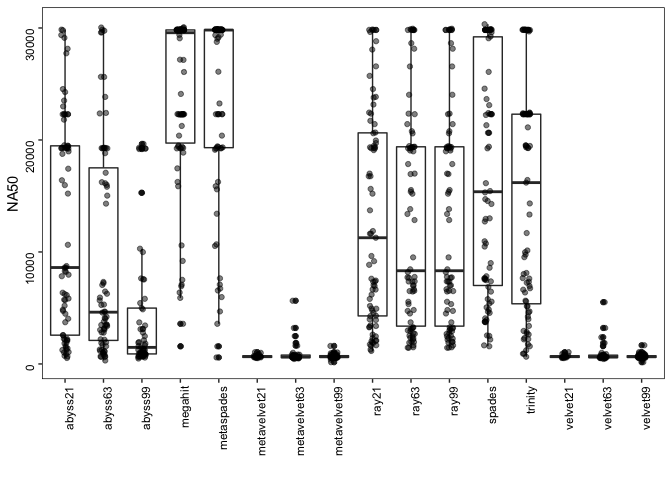 NA50
30000
20000
10000
0
abyss21
abyss63
abyss99
megahit
metaspades
metavelvet21
metavelvet63
metavelvet99
ray21
ray63
ray99
spades
trinity
velvet21
velvet63
velvet99